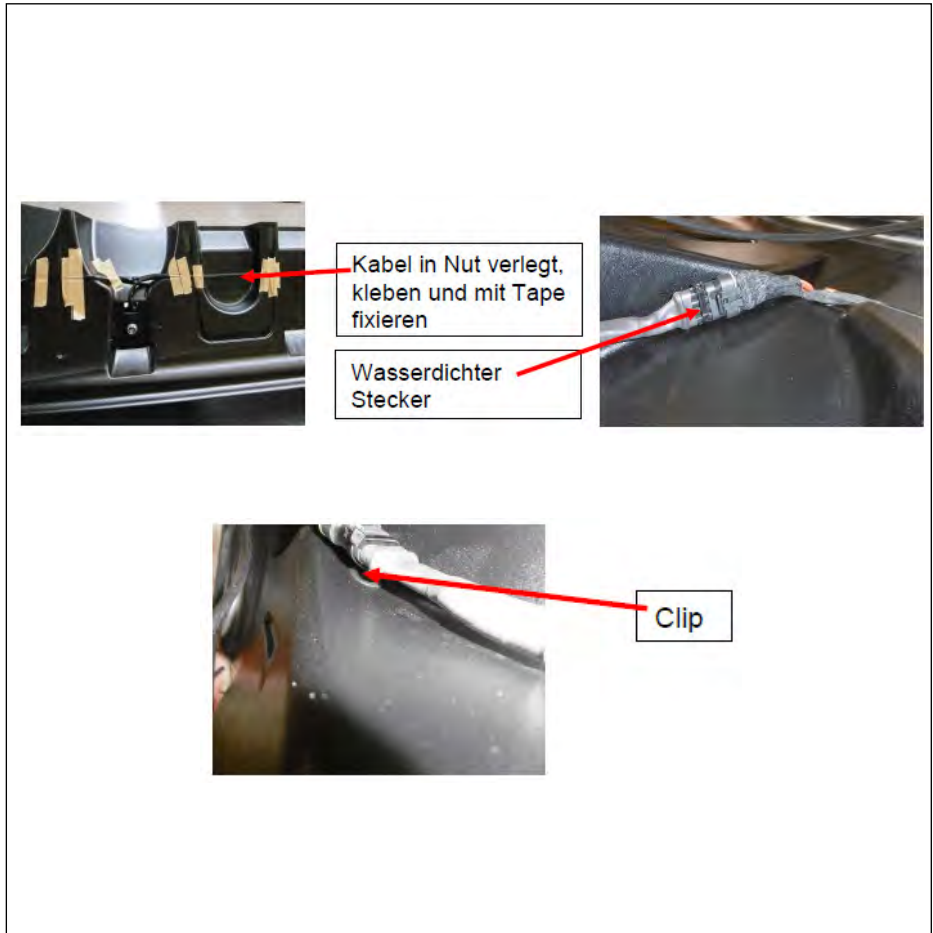 Kabel in Nut verlegt,
kleben und mit Tape
fixieren
Wasserdichter
Stecker
Clip